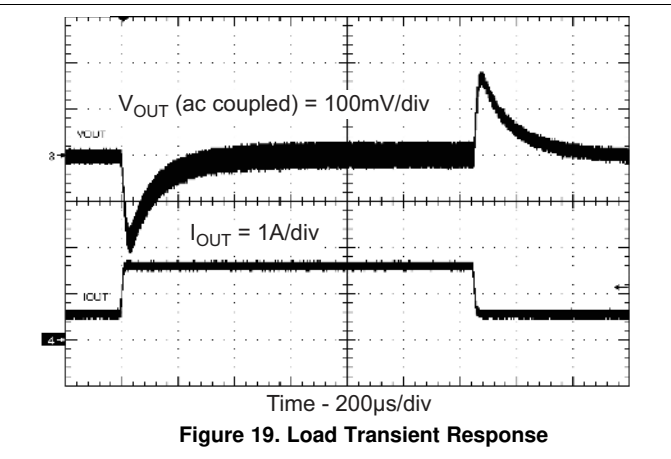 V_OUT (ac coupled) = 100mV/div
VOUT
3
I_OUT = 1A/div
IOUT
4
Time - 200μs/div
Figure 19. Load Transient Response